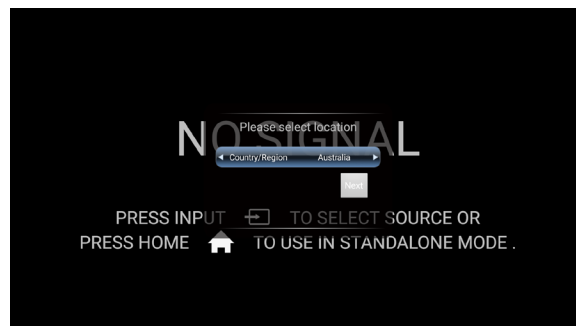 NO SIGNAL
Please select location
Country/Region Australia
Next
PRESS INPUT TO SELECT SOURCE OR
PRESS HOME TO USE IN STANDALONE MODE .